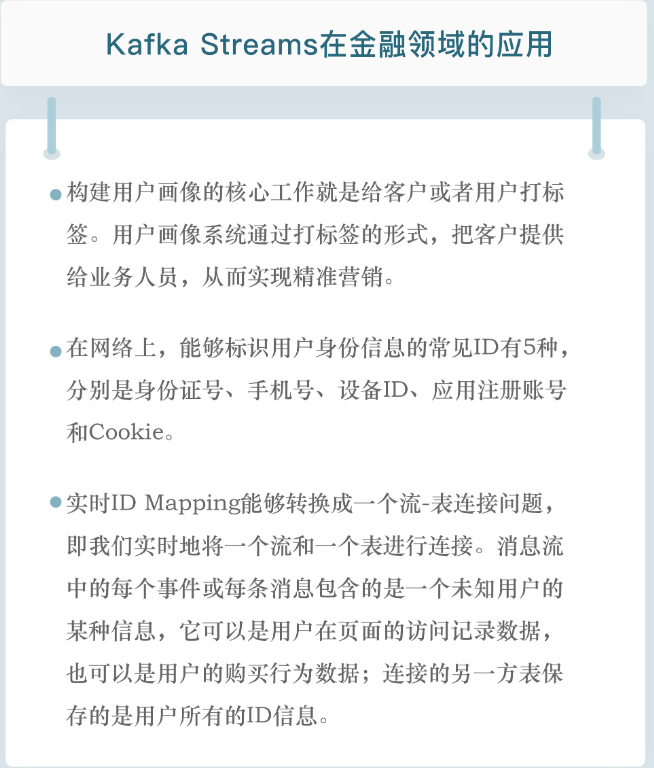 Kafka Streams在金融领域的应用
构建用户画像的核心工作就是给客户或者用户打标
签。用户画像系统通过打标签的形式，把客户提供
给业务人员，从而实现精准营销。
在网络上，能够标识用户身份信息的常见ID有5种，
分别是身份证号、手机号、设备ID、应用注册账号
和Cookie。
实时ID Mapping能够转换成一个流-表连接问题，
即我们实时地将一个流和一个表进行连接。消息流
中的每个事件或每条消息包含的是一个未知用户的
某种信息，它可以是用户在页面的访问记录数据，
也可以是用户的购买行为数据；连接的另一方表保
存的是用户所有的ID信息。